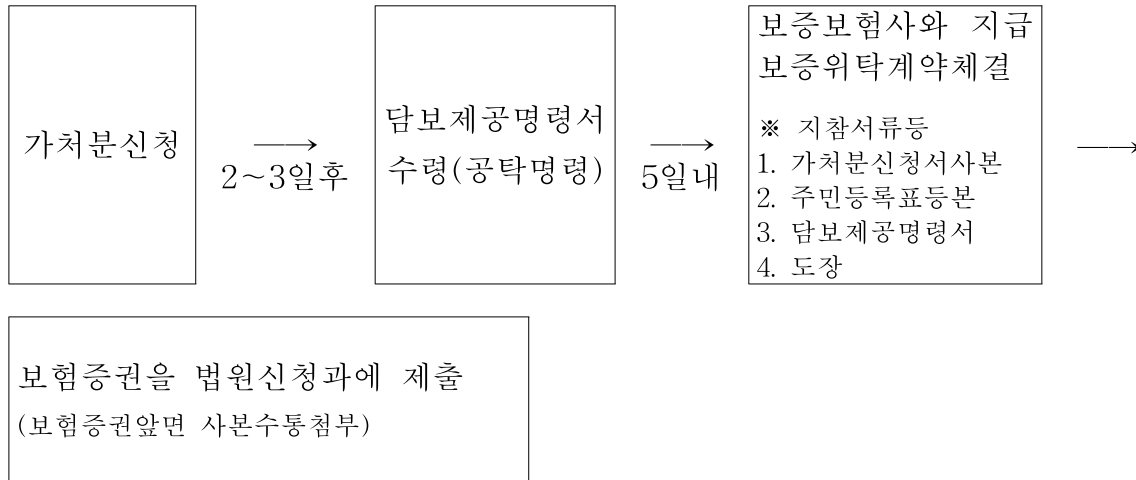 가처분신청
→
2~3일후
담보제공명령서
수령(공탁명령)
→
5일내
보증보험사와 지급
보증위탁계약체결
※ 지참서류등
1. 가처분신청서사본
2. 주민등록표등본
3. 담보제공명령서
4. 도장
→
보험증권을 법원신청과에 제출
(보험증권앞면 사본수통첨부)